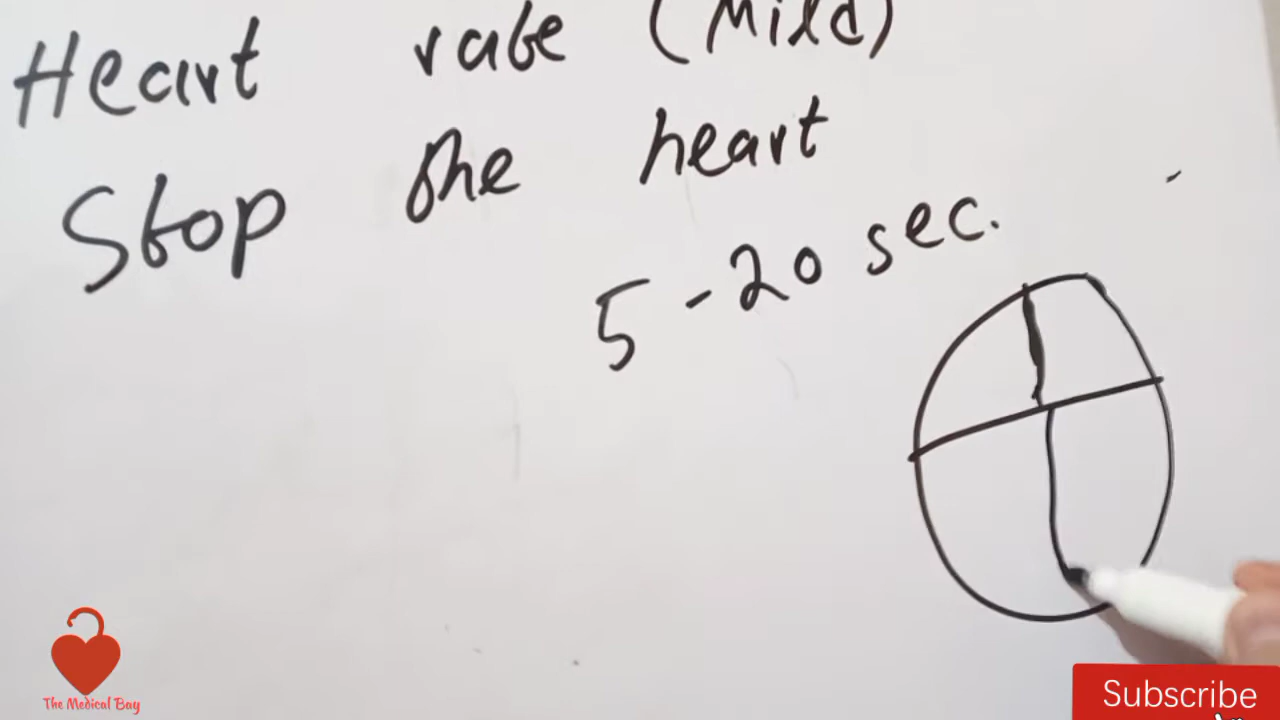 Heart rate (Mild)
Stop the heart
5 - 20 sec.
The Medical Bay
Subscribe